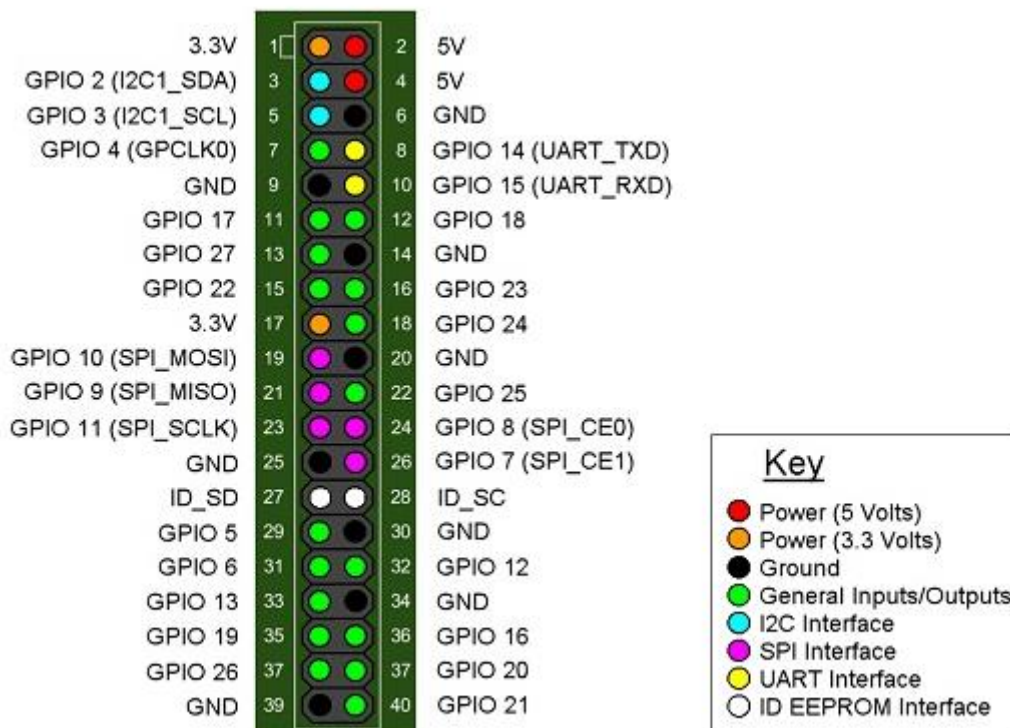 3.3V 1 2 5V
GPIO 2 (I2C1_SDA) 3 4 5V
GPIO 3 (I2C1_SCL) 5 6 GND
GPIO 4 (GPCLK0) 7 8 GPIO 14 (UART_TXD)
GND 9 10 GPIO 15 (UART_RXD)
GPIO 17 11 12 GPIO 18
GPIO 27 13 14 GND
GPIO 22 15 16 GPIO 23
3.3V 17 18 GPIO 24
GPIO 10 (SPI_MOSI) 19 20 GND
GPIO 9 (SPI_MISO) 21 22 GPIO 25
GPIO 11 (SPI_SCLK) 23 24 GPIO 8 (SPI_CE0)
GND 25 26 GPIO 7 (SPI_CE1)
ID_SD 27 28 ID_SC
GPIO 5 29 30 GND
GPIO 6 31 32 GPIO 12
GPIO 13 33 34 GND
GPIO 19 35 36 GPIO 16
GPIO 26 37 37 GPIO 20
GND 39 40 GPIO 21
Key
Power (5 Volts)
Power (3.3 Volts)
Ground
General Inputs/Outputs
I2C Interface
SPI Interface
UART Interface
ID EEPROM Interface